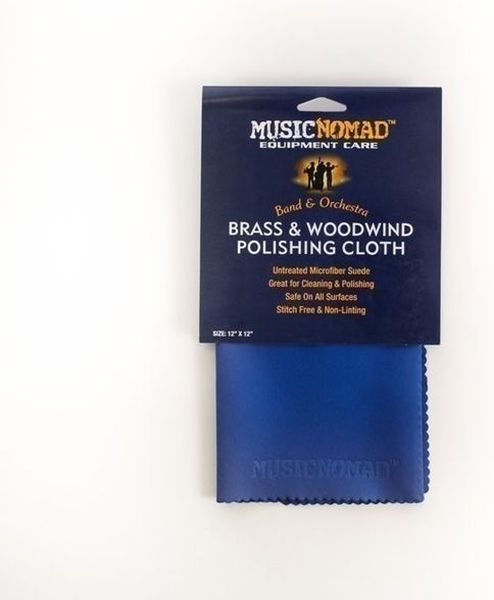 MUSICNOMAD™
EQUIPMENT CARE
Band & Orchestra
BRASS & WOODWIND
POLISHING CLOTH
Untreated Microfiber Suede
Great for Cleaning & Polishing
Safe On All Surfaces
Stitch Free & Non-Linting
SIZE: 12" X 12"
MUSICNOMAD™